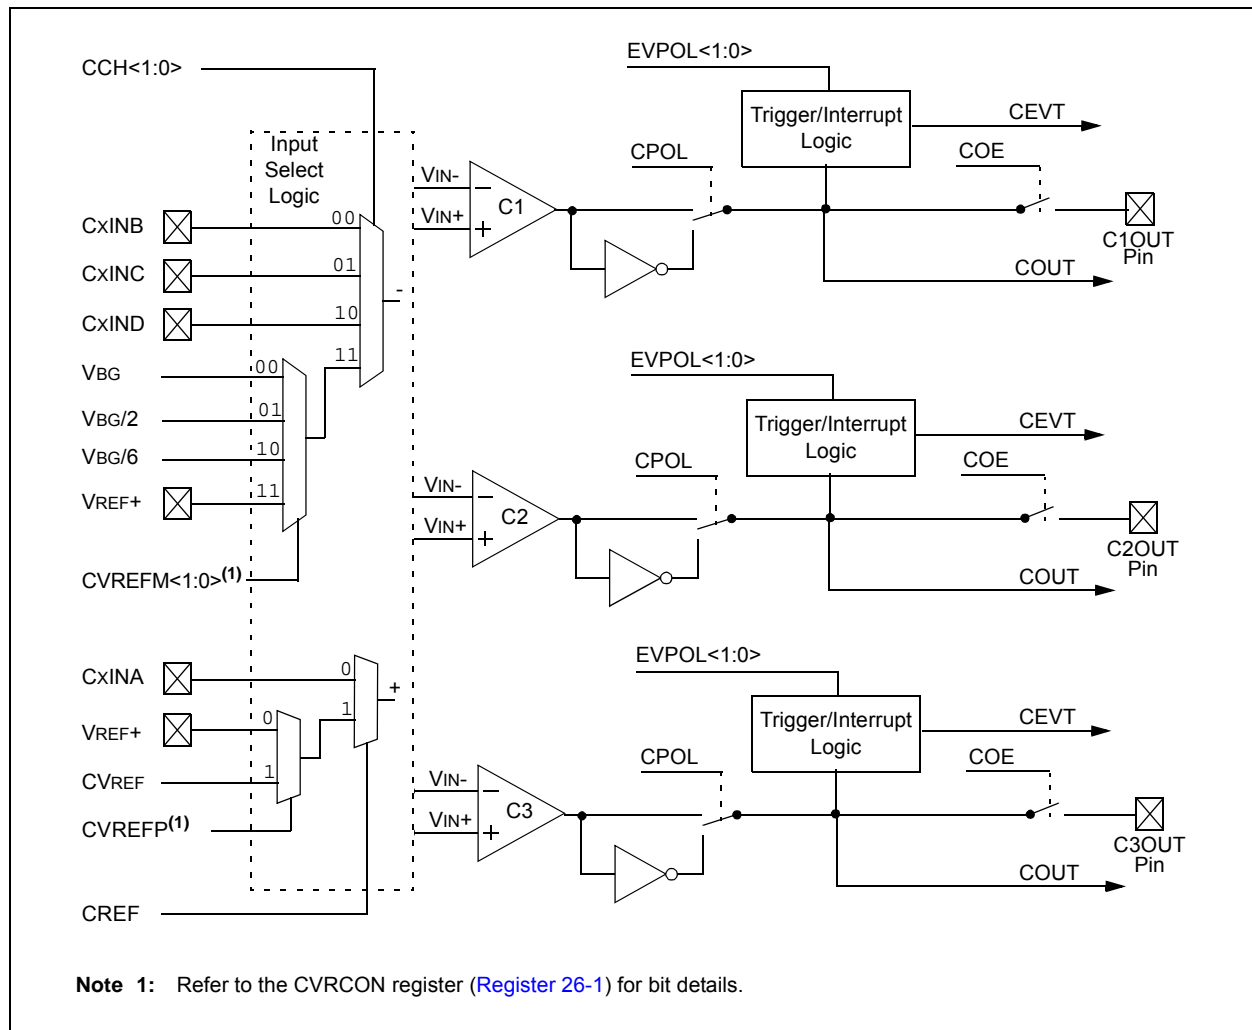 CCH<1:0>
Input
Select
Logic
CxINB
00
CxINC
01
CxIND
10
-
11
VBG
00
VBG/2
01
VBG/6
10
VREF+
11
CVREFM<1:0>(1)
CxINA
0
+
VREF+
0
1
CVREF
1
CVREFP(1)
CREF
EVPOL<1:0>
Trigger/Interrupt
Logic
CEVT
CPOL
COE
VIN-
−
C1
VIN+
+
C1OUT
Pin
COUT
EVPOL<1:0>
Trigger/Interrupt
Logic
CEVT
CPOL
COE
VIN-
−
C2
VIN+
+
C2OUT
Pin
COUT
EVPOL<1:0>
Trigger/Interrupt
Logic
CEVT
CPOL
COE
VIN-
−
C3
VIN+
+
C3OUT
Pin
COUT
Note 1: Refer to the CVRCON register (Register 26-1) for bit details.